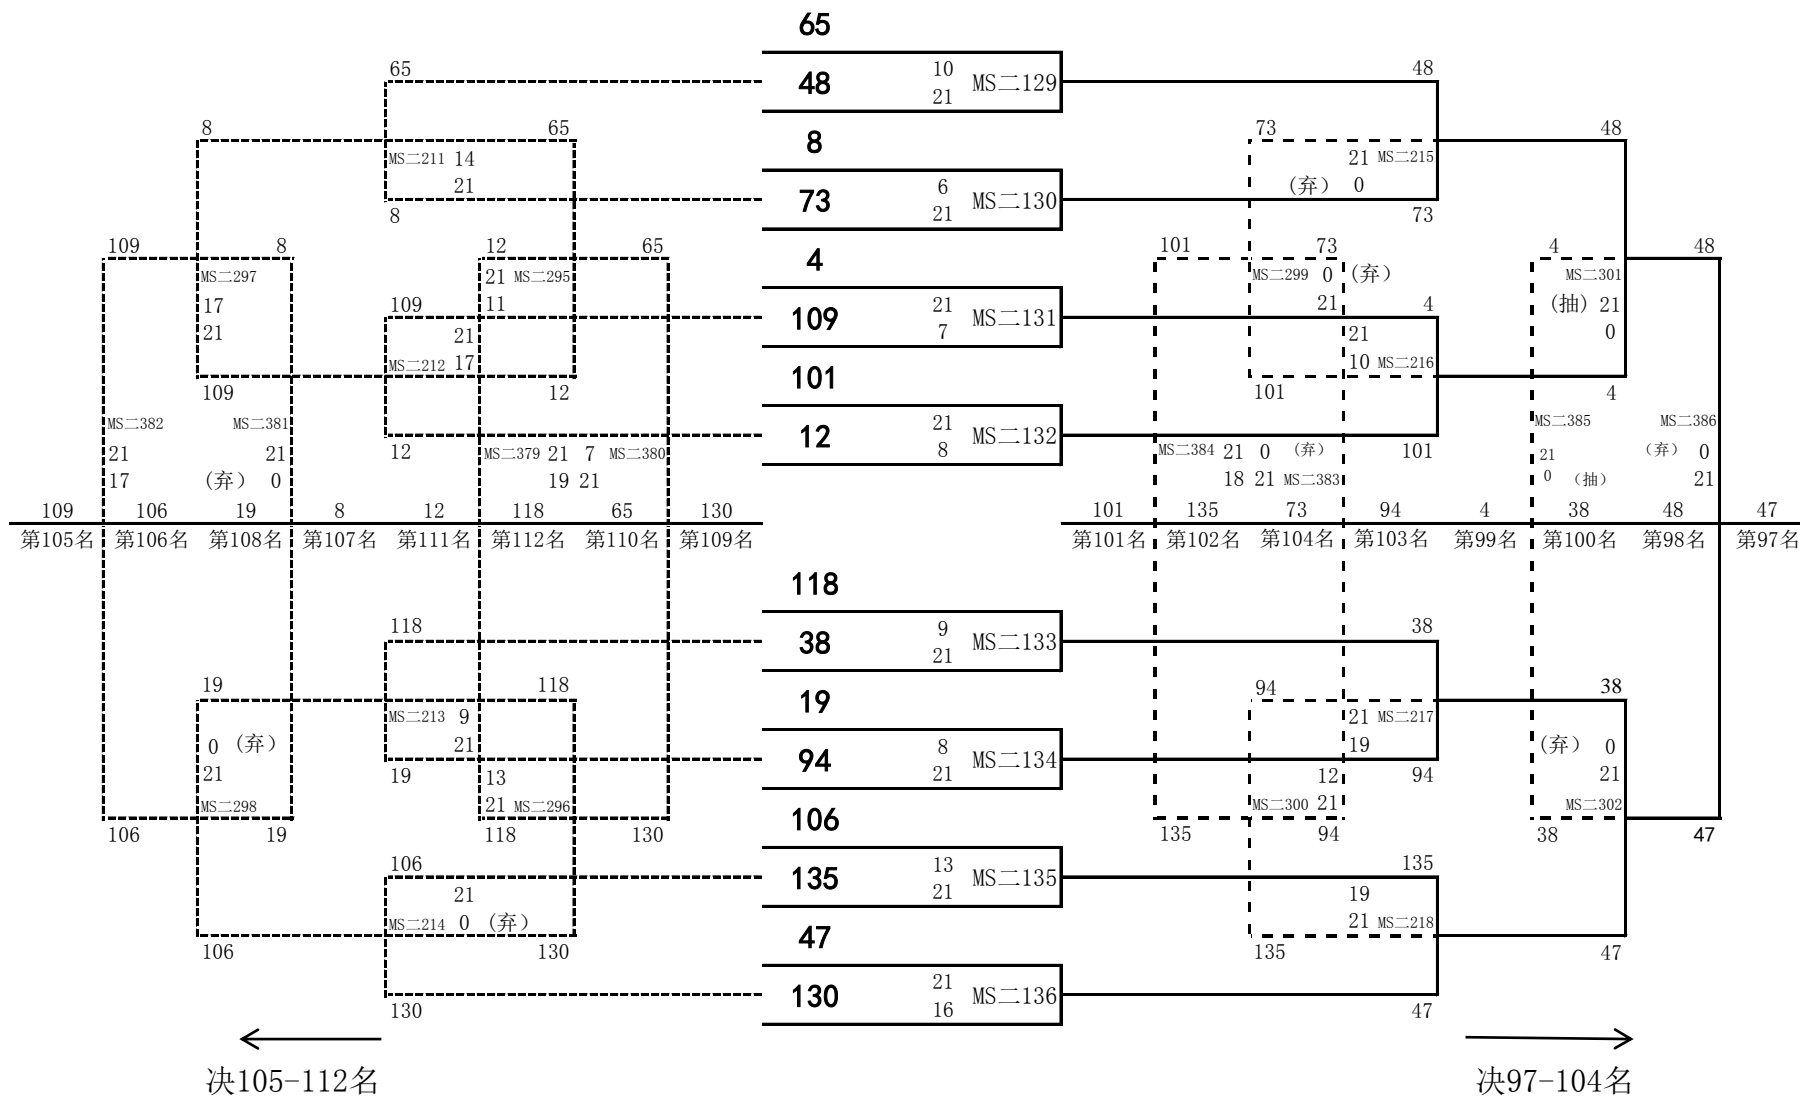 65
65 48 10 MS二129 48
21
8 65 8 73 48
MS二211 14 21 MS二215
21 73 6 MS二130 (弃) 0
8 21 73
109 8 12 65 4 101 73 4 48
MS二297 21 MS二295 MS二299 0 (弃) MS二301
17 109 11 109 21 MS二131 21 4 (抽) 21
21 21 7 21 0
MS二212 17 10 MS二216
109 12 101 101 4
MS二382 MS二381 12 21 MS二132 MS二385 MS二386
21 21 12 MS二379 21 7 MS二380 8 MS二384 21 0 (弃) 101 21 (弃) 0
17 (弃) 0 19 21 18 21 MS二383 0 (抽) 21
109 106 19 8 12 118 65 130 101 135 73 94 4 38 48 47
第105名 第106名 第108名 第107名 第111名 第112名 第110名 第109名 第101名 第102名 第104名 第103名 第99名 第100名 第98名 第97名
118
118 38 9 MS二133 38
21
19 118 19 94 38
MS二213 9 21 MS二217
0 (弃) 21 94 8 MS二134 19 (弃) 0
21 19 13 21 12 94 21
MS二298 21 MS二296 106 MS二300 21 MS二302
106 19 118 130 135 94 38 47
106 135 13 MS二135 135
21 21 19
MS二214 0 (弃) 47 21 MS二218
106 130 135 47
130 21 MS二136
130 16 47
决105-112名 决97-104名